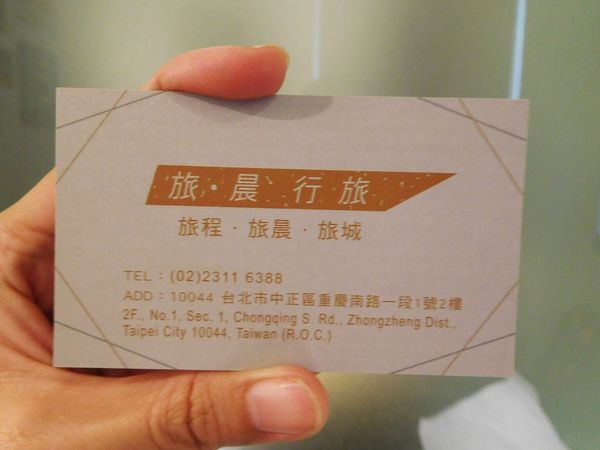 旅·晨 行旅
旅程·旅晨·旅城
TEL：(02)2311 6388
ADD：10044 台北市中正區重慶南路一段1號2樓
2F., No.1, Sec. 1, Chongqing S. Rd., Zhongzheng Dist.,
Taipei City 10044, Taiwan (R.O.C.)